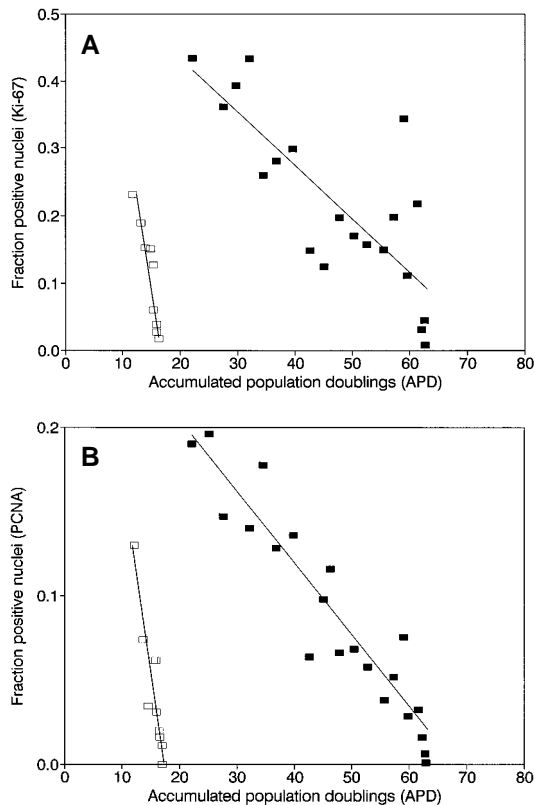 A
Fraction positive nuclei (Ki-67)
0.5
0.4
0.3
0.2
0.1
0.0
0 10 20 30 40 50 60 70 80
Accumulated population doublings (APD)
B
Fraction positive nuclei (PCNA)
0.2
0.1
0.0
0 10 20 30 40 50 60 70 80
Accumulated population doublings (APD)